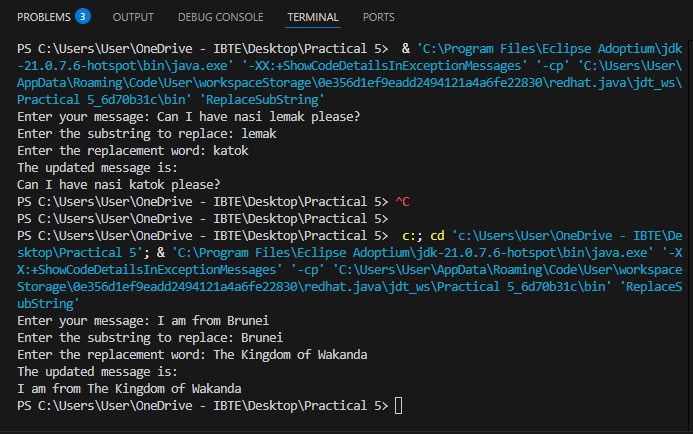 PROBLEMS 3 OUTPUT DEBUG CONSOLE TERMINAL PORTS
PS C:\Users\User\OneDrive - IBTE\Desktop\Practical 5>  & 'C:\Program Files\Eclipse Adoptium\jdk
-21.0.7.6-hotspot\bin\java.exe' '-XX:+ShowCodeDetailsInExceptionMessages' '-cp' 'C:\Users\User\
AppData\Roaming\Code\User\workspaceStorage\0e356d1ef9eadd2494121a4a6fe22830\redhat.java\jdt_ws\
Practical 5_6d70b31c\bin' 'ReplaceSubString'
Enter your message: Can I have nasi lemak please?
Enter the substring to replace: lemak
Enter the replacement word: katok
The updated message is:
Can I have nasi katok please?
PS C:\Users\User\OneDrive - IBTE\Desktop\Practical 5> ^C
PS C:\Users\User\OneDrive - IBTE\Desktop\Practical 5>
PS C:\Users\User\OneDrive - IBTE\Desktop\Practical 5>  c:; cd 'c:\Users\User\OneDrive - IBTE\De
sktop\Practical 5'; & 'C:\Program Files\Eclipse Adoptium\jdk-21.0.7.6-hotspot\bin\java.exe' '-X
X:+ShowCodeDetailsInExceptionMessages' '-cp' 'C:\Users\User\AppData\Roaming\Code\User\workspace
Storage\0e356d1ef9eadd2494121a4a6fe22830\redhat.java\jdt_ws\Practical 5_6d70b31c\bin' 'ReplaceS
ubString'
Enter your message: I am from Brunei
Enter the substring to replace: Brunei
Enter the replacement word: The Kingdom of Wakanda
The updated message is:
I am from The Kingdom of Wakanda
PS C:\Users\User\OneDrive - IBTE\Desktop\Practical 5>